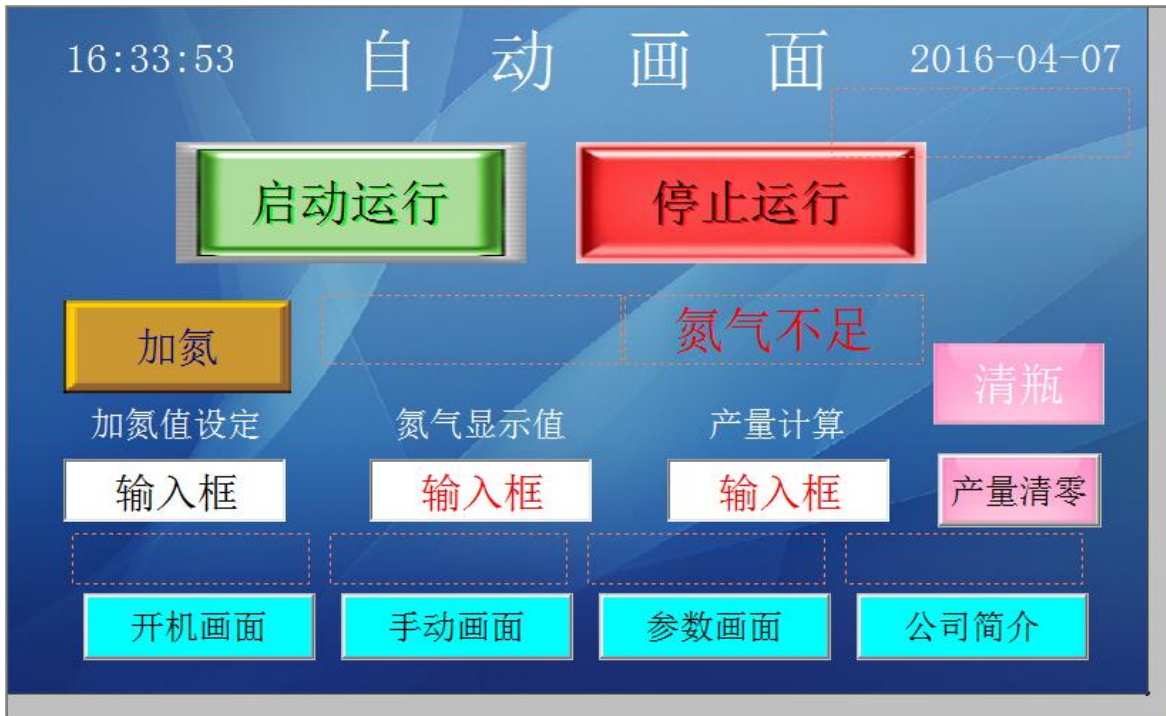 16:33:53 自 动 画 面 2016-04-07
启动运行 停止运行
加氮 氮气不足
清瓶
加氮值设定 氮气显示值 产量计算
输入框 输入框 输入框 产量清零
开机画面 手动画面 参数画面 公司简介